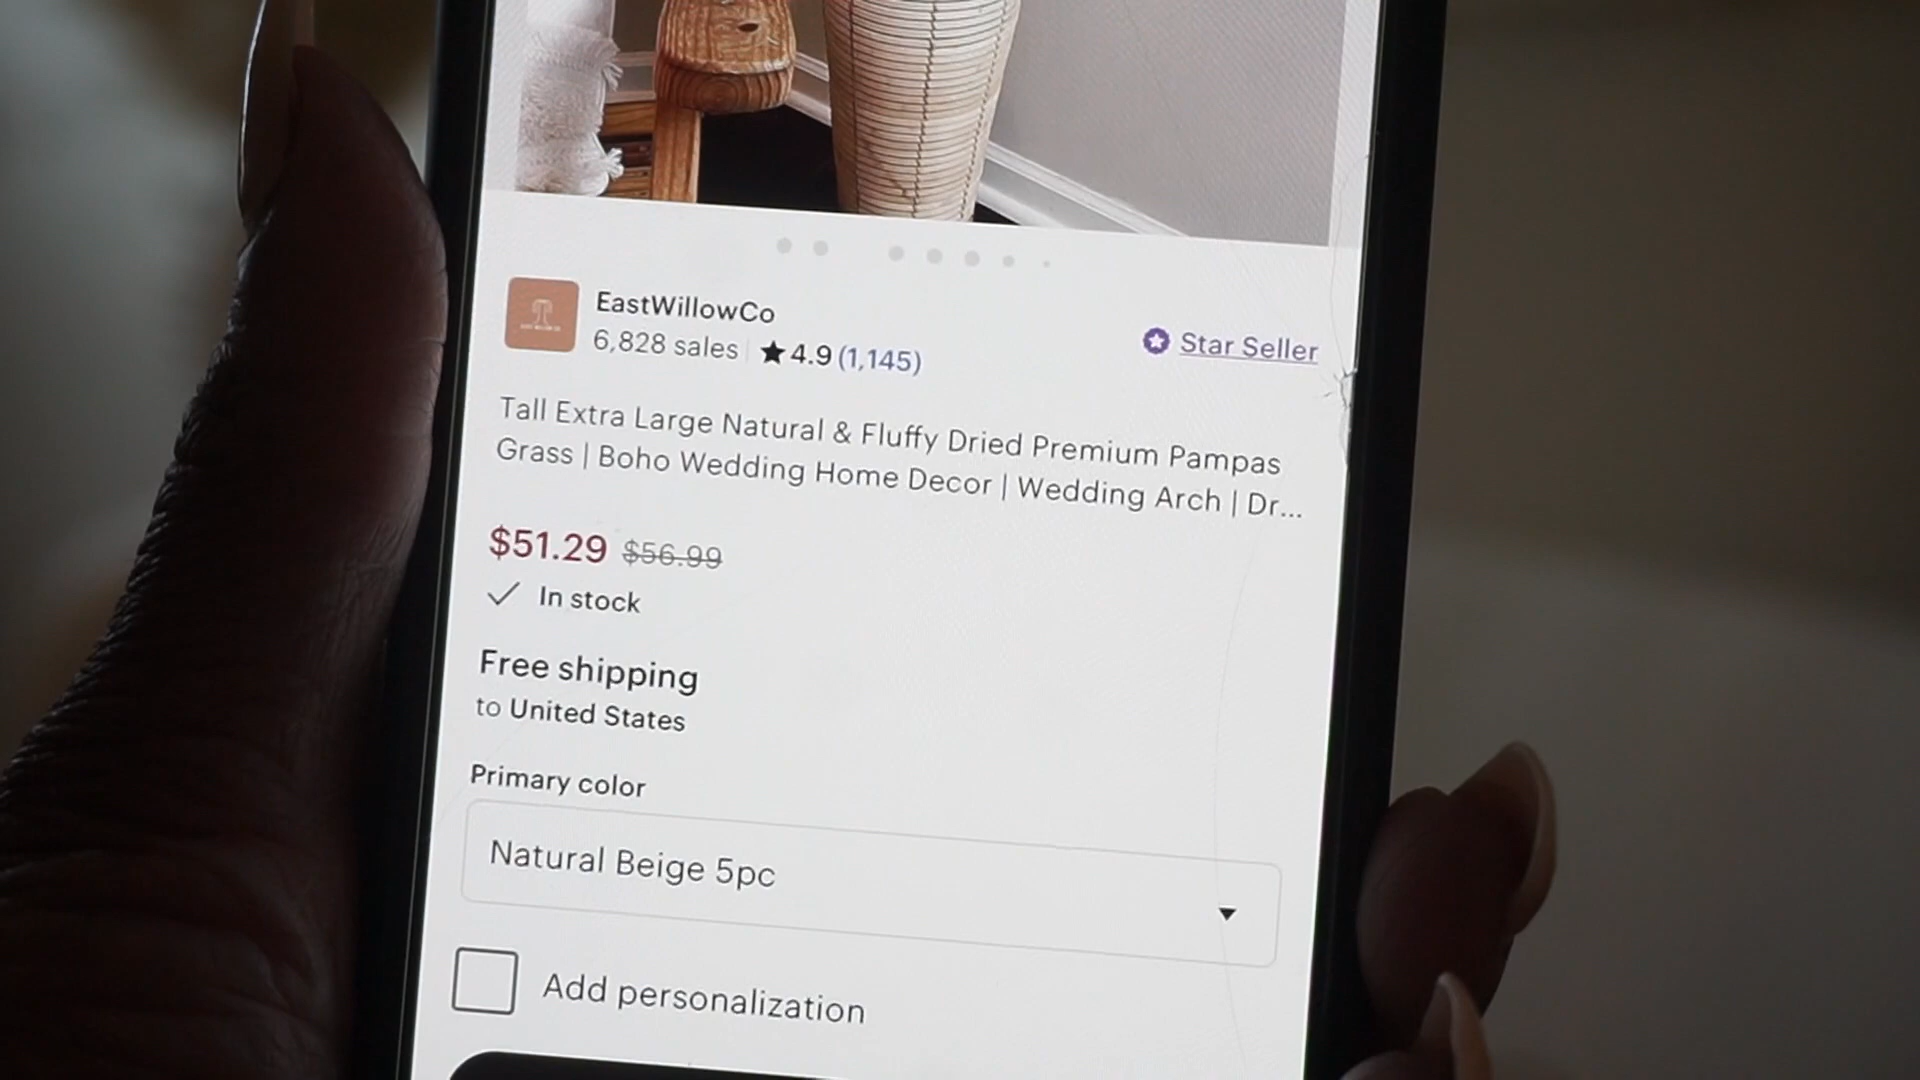 EastWillowCo
6,828 sales | ★ 4.9 (1,145)
Star Seller
Tall Extra Large Natural & Fluffy Dried Premium Pampas
Grass | Boho Wedding Home Decor | Wedding Arch | Dr...
$51.29 $56.99
In stock
Free shipping
to United States
Primary color
Natural Beige 5pc
Add personalization